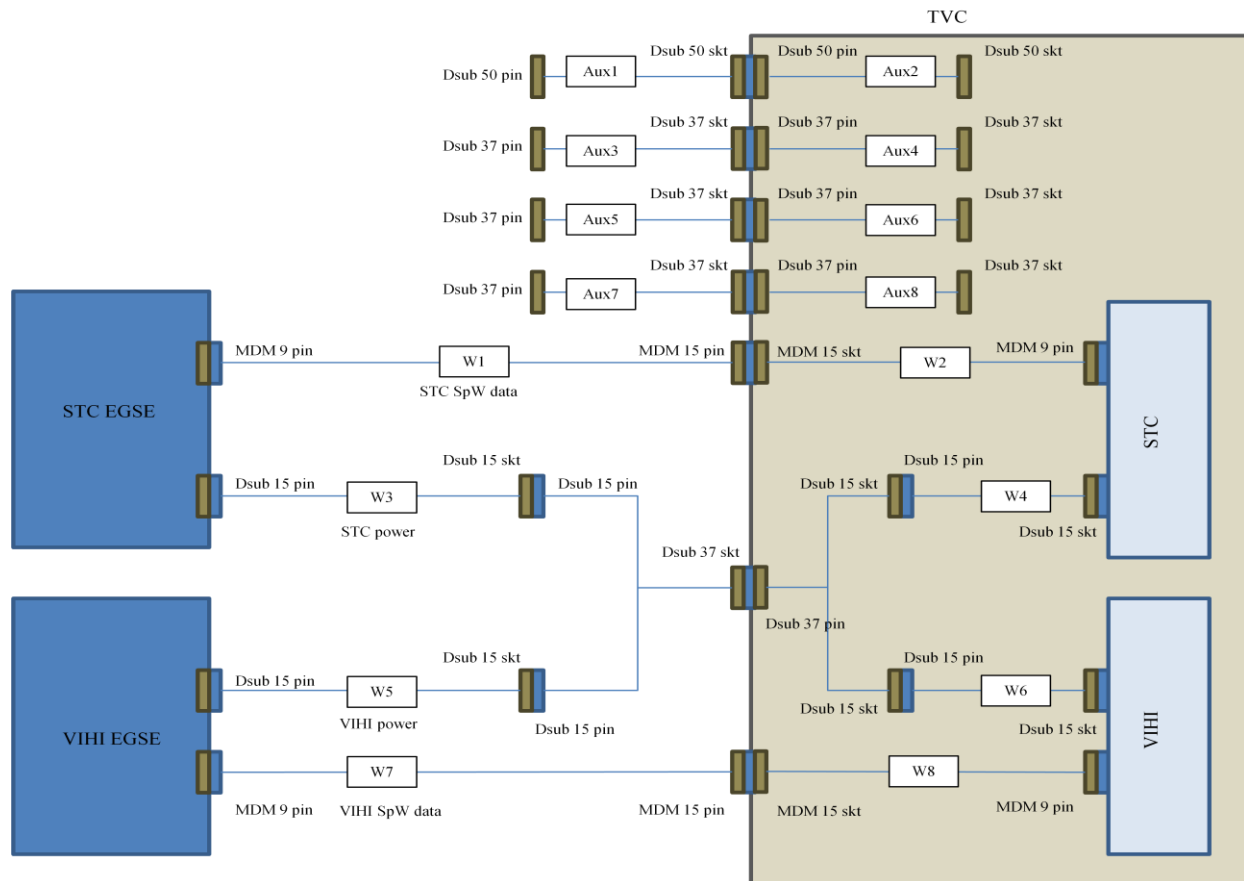 TVC
Dsub 50 pin
Aux1
Dsub 50 skt
Dsub 50 pin
Aux2
Dsub 50 skt
Dsub 37 pin
Aux3
Dsub 37 skt
Dsub 37 pin
Aux4
Dsub 37 skt
Dsub 37 pin
Aux5
Dsub 37 skt
Dsub 37 pin
Aux6
Dsub 37 skt
Dsub 37 pin
Aux7
Dsub 37 skt
Dsub 37 pin
Aux8
Dsub 37 skt
STC EGSE
MDM 9 pin
W1
STC SpW data
MDM 15 pin
MDM 15 skt
W2
MDM 9 pin
STC
Dsub 15 pin
W3
STC power
Dsub 15 skt
Dsub 15 pin
Dsub 15 skt
Dsub 15 pin
W4
Dsub 15 skt
Dsub 37 skt
Dsub 37 pin
VIHI EGSE
Dsub 15 pin
W5
VIHI power
Dsub 15 skt
Dsub 15 pin
Dsub 15 skt
Dsub 15 pin
W6
Dsub 15 skt
VIHI
MDM 9 pin
W7
VIHI SpW data
MDM 15 pin
MDM 15 skt
W8
MDM 9 pin